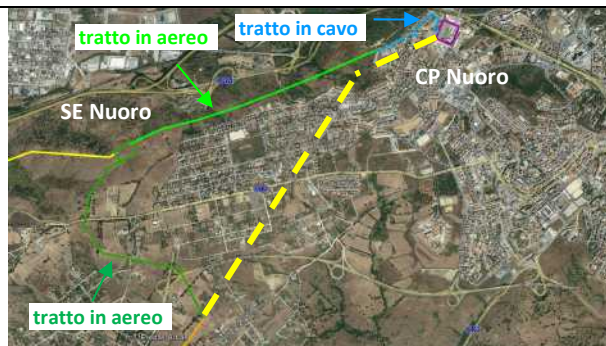 tratto in cavo
tratto in aereo
CP Nuoro
SE Nuoro
tratto in aereo